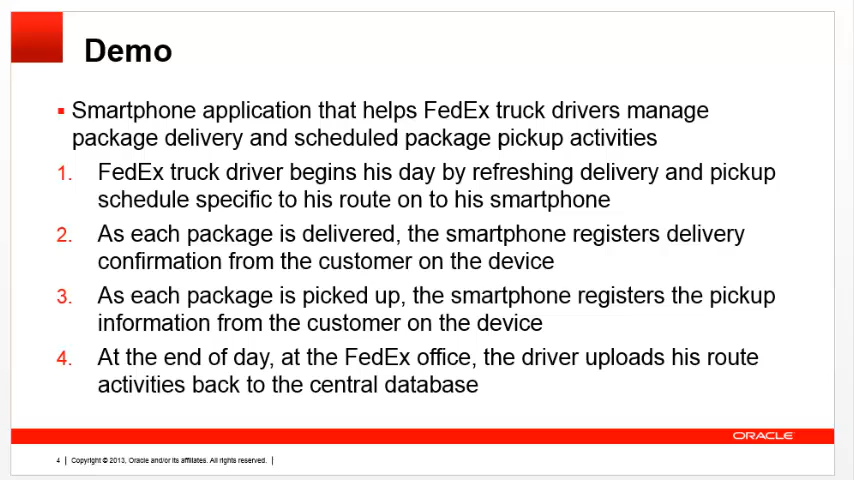 Demo
▪ Smartphone application that helps FedEx truck drivers manage
package delivery and scheduled package pickup activities
1. FedEx truck driver begins his day by refreshing delivery and pickup
schedule specific to his route on to his smartphone
2. As each package is delivered, the smartphone registers delivery
confirmation from the customer on the device
3. As each package is picked up, the smartphone registers the pickup
information from the customer on the device
4. At the end of day, at the FedEx office, the driver uploads his route
activities back to the central database
ORACLE
4 | Copyright © 2013, Oracle and/or its affiliates. All rights reserved. |